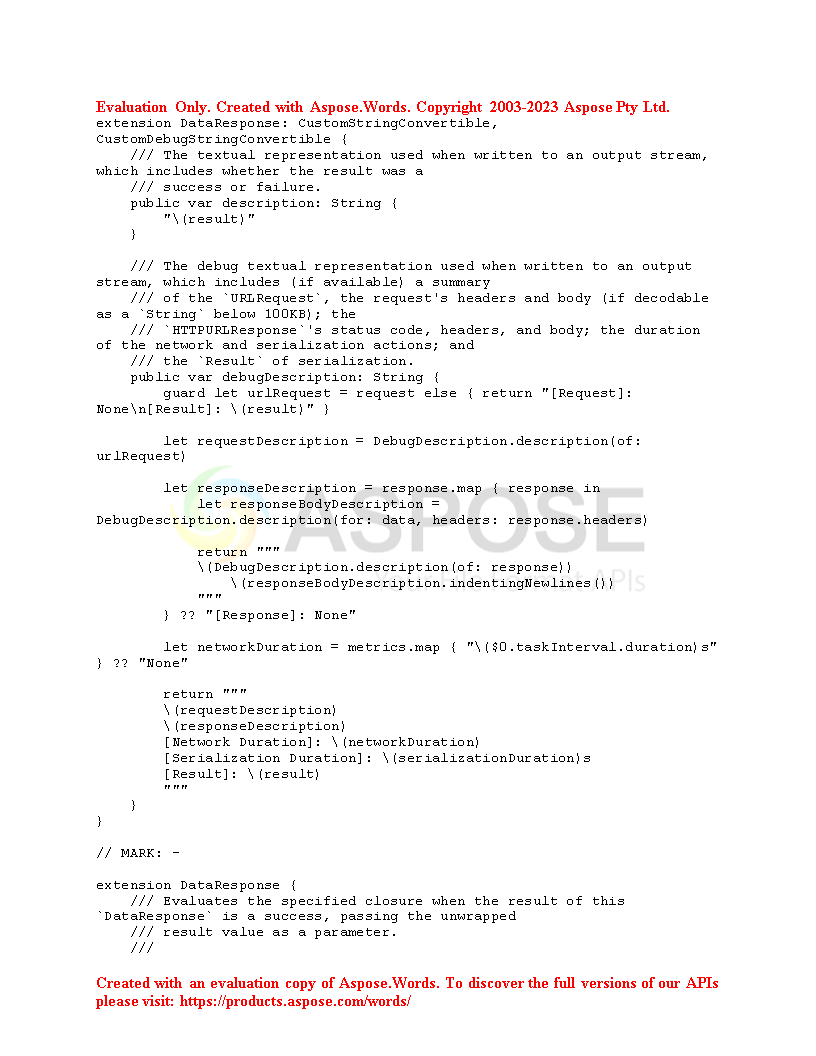 Evaluation Only. Created with Aspose.Words. Copyright 2003-2023 Aspose Pty Ltd.
extension DataResponse: CustomStringConvertible,
CustomDebugStringConvertible {
    /// The textual representation used when written to an output stream,
which includes whether the result was a
    /// success or failure.
    public var description: String {
        "\(result)"
    }

    /// The debug textual representation used when written to an output
stream, which includes (if available) a summary
    /// of the `URLRequest`, the request's headers and body (if decodable
as a `String` below 100KB); the
    /// `HTTPURLResponse`'s status code, headers, and body; the duration
of the network and serialization actions; and
    /// the `Result` of serialization.
    public var debugDescription: String {
        guard let urlRequest = request else { return "[Request]:
None\n[Result]: \(result)" }

        let requestDescription = DebugDescription.description(of:
urlRequest)

        let responseDescription = response.map { response in
            let responseBodyDescription =
DebugDescription.description(for: data, headers: response.headers)
ASPOSE

            return """
            \(DebugDescription.description(of: response))
                \(responseBodyDescription.indentingNewlines())
APIs
            """
        } ?? "[Response]: None"

        let networkDuration = metrics.map { "\($0.taskInterval.duration)s"
} ?? "None"

        return """
        \(requestDescription)
        \(responseDescription)
        [Network Duration]: \(networkDuration)
        [Serialization Duration]: \(serializationDuration)s
        [Result]: \(result)
        """
    }
}

// MARK: -

extension DataResponse {
    /// Evaluates the specified closure when the result of this
`DataResponse` is a success, passing the unwrapped
    /// result value as a parameter.
    ///
Created with an evaluation copy of Aspose.Words. To discover the full versions of our APIs
please visit: https://products.aspose.com/words/